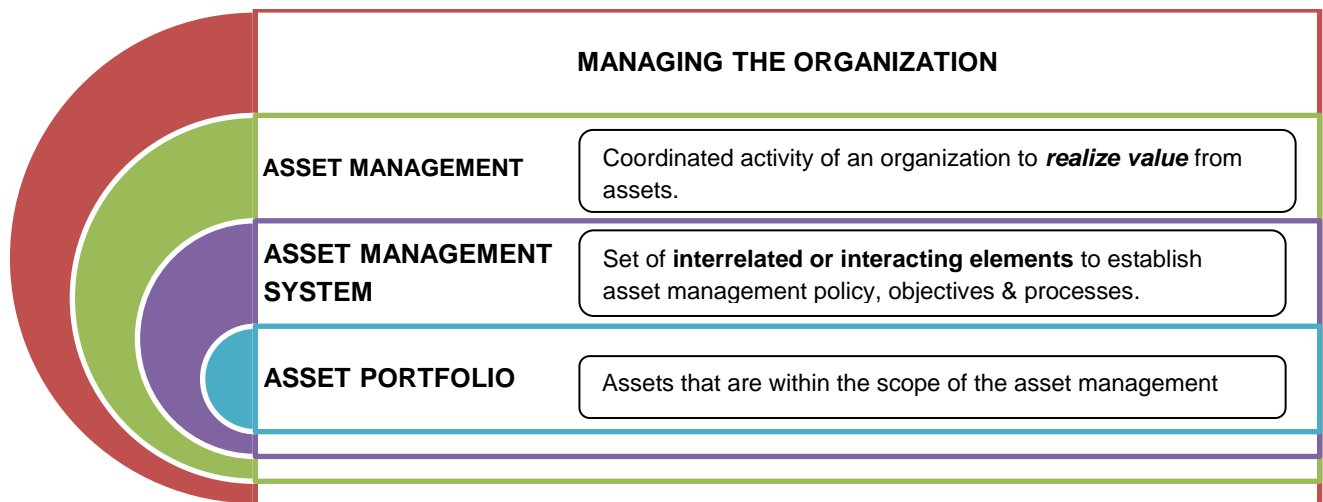 MANAGING THE ORGANIZATION
ASSET MANAGEMENT
Coordinated activity of an organization to realize value from
assets.
ASSET MANAGEMENT
SYSTEM
Set of interrelated or interacting elements to establish
asset management policy, objectives & processes.
ASSET PORTFOLIO
Assets that are within the scope of the asset management